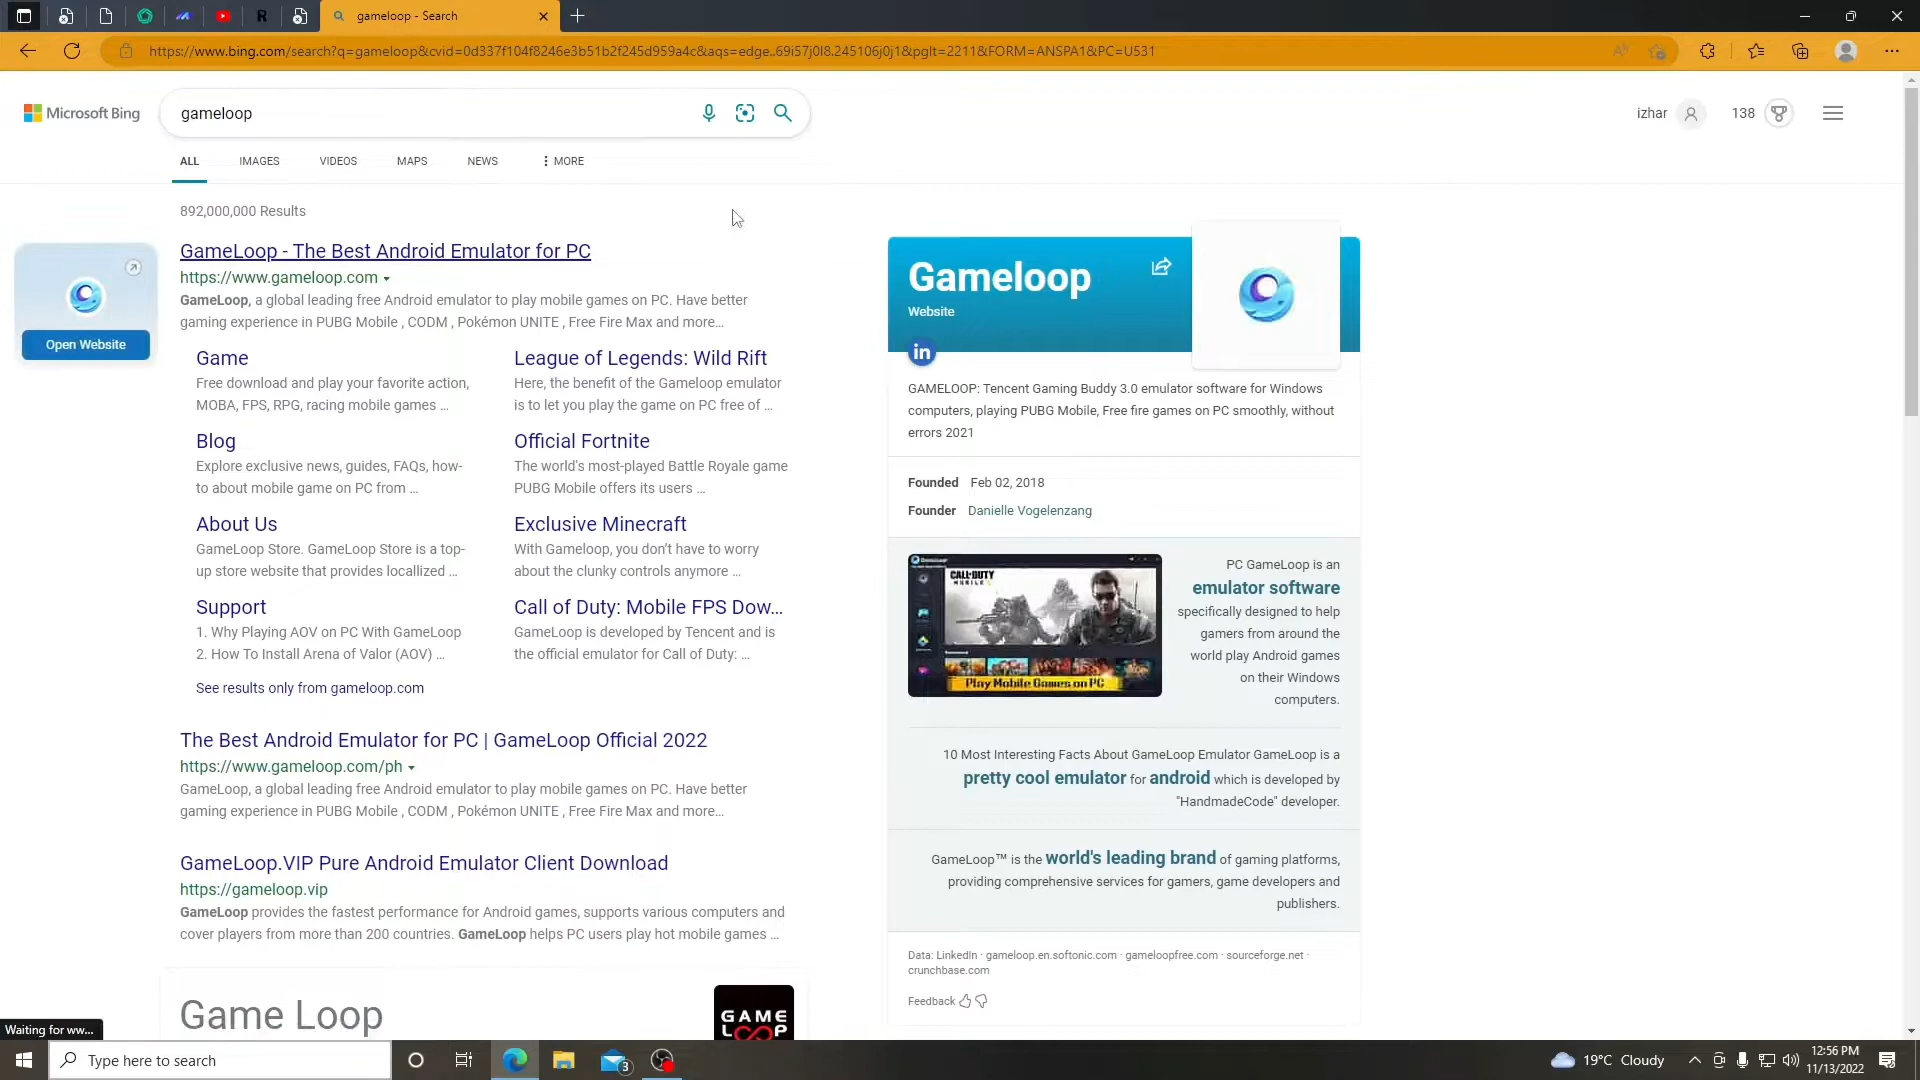 gameloop - Search
https://www.bing.com/search?q=gameloop&cvid=0d337f104f8246e3b51b2f245d959a4c&aqs=edge..69i57j0l8.245106j0j1&pglt=2211&FORM=ANSPA1&PC=U531
Microsoft Bing
gameloop
izhar
138
ALL IMAGES VIDEOS MAPS NEWS MORE
892,000,000 Results
Open Website
GameLoop - The Best Android Emulator for PC
https://www.gameloop.com
GameLoop, a global leading free Android emulator to play mobile games on PC. Have better
gaming experience in PUBG Mobile , CODM , Pokémon UNITE , Free Fire Max and more…
Game
Free download and play your favorite action,
MOBA, FPS, RPG, racing mobile games …
League of Legends: Wild Rift
Here, the benefit of the Gameloop emulator
is to let you play the game on PC free of …
Blog
Explore exclusive news, guides, FAQs, how-
to about mobile game on PC from …
Official Fortnite
The world's most-played Battle Royale game
PUBG Mobile offers its users …
About Us
GameLoop Store. GameLoop Store is a top-
up store website that provides locallized …
Exclusive Minecraft
With Gameloop, you don’t have to worry
about the clunky controls anymore …
Support
1. Why Playing AOV on PC With GameLoop
2. How To Install Arena of Valor (AOV) …
Call of Duty: Mobile FPS Dow…
GameLoop is developed by Tencent and is
the official emulator for Call of Duty: …
See results only from gameloop.com
The Best Android Emulator for PC | GameLoop Official 2022
https://www.gameloop.com/ph
GameLoop, a global leading free Android emulator to play mobile games on PC. Have better
gaming experience in PUBG Mobile , CODM , Pokémon UNITE , Free Fire Max and more…
GameLoop.VIP Pure Android Emulator Client Download
https://gameloop.vip
GameLoop provides the fastest performance for Android games, supports various computers and
cover players from more than 200 countries. GameLoop helps PC users play hot mobile games …
Game Loop
GAME
LOOP
Gameloop
Website
in
GAMELOOP: Tencent Gaming Buddy 3.0 emulator software for Windows
computers, playing PUBG Mobile, Free fire games on PC smoothly, without
errors 2021
Founded Feb 02, 2018
Founder Danielle Vogelenzang
CALL·DUTY
MOBILE
Play Mobile Games on PC
PC GameLoop is an
emulator software
specifically designed to help
gamers from around the
world play Android games
on their Windows
computers.
10 Most Interesting Facts About GameLoop Emulator GameLoop is a
pretty cool emulator for android which is developed by
"HandmadeCode" developer.
GameLoop™ is the world's leading brand of gaming platforms,
providing comprehensive services for gamers, game developers and
publishers.
Data: LinkedIn · gameloop.en.softonic.com · gameloopfree.com · sourceforge.net ·
crunchbase.com
Feedback
Waiting for ww...
Type here to search
3
19°C Cloudy
12:56 PM
11/13/2022